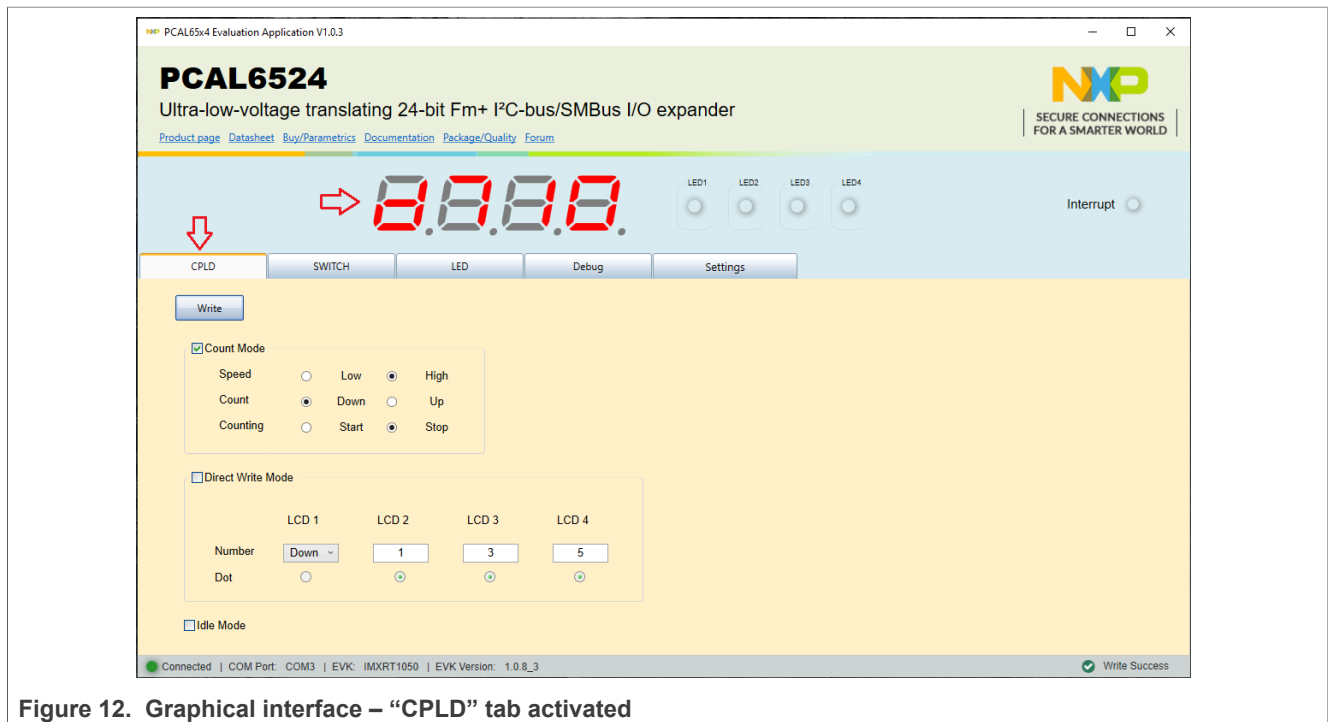 NXP PCAL65x4 Evaluation Application V1.0.3
PCAL6524
Ultra-low-voltage translating 24-bit Fm+ I²C-bus/SMBus I/O expander
Product page Datasheet Buy/Parametrics Documentation Package/Quality Forum
NXP
SECURE CONNECTIONS
FOR A SMARTER WORLD
d710
LED1 LED2 LED3 LED4
Interrupt
CPLD SWITCH LED Debug Settings
Write
Count Mode
Speed Low High
Count Down Up
Counting Start Stop
Direct Write Mode
LCD 1 LCD 2 LCD 3 LCD 4
Number Down 1 3 5
Dot
Idle Mode
Connected | COM Port: COM3 | EVK: IMXRT1050 | EVK Version: 1.0.8_3 Write Success
Figure 12. Graphical interface – “CPLD” tab activated